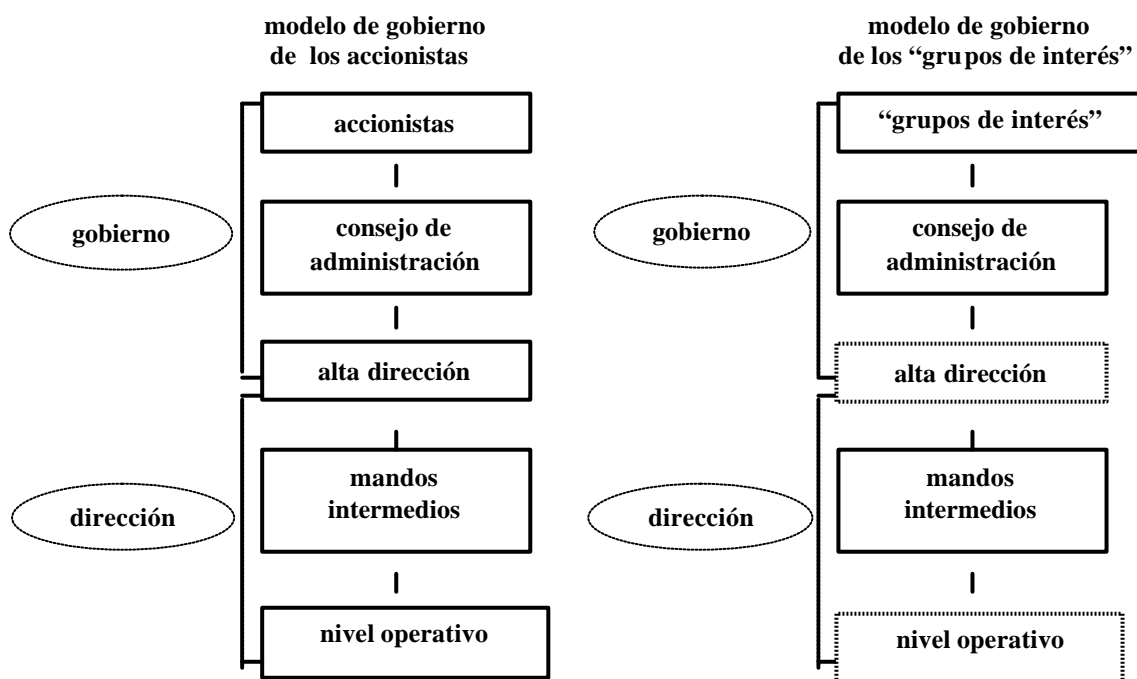 modelo de gobierno
de los accionistas
accionistas
gobierno
consejo de
administración
alta dirección
dirección
mandos
intermedios
nivel operativo
modelo de gobierno
de los “grupos de interés”
“grupos de interés”
gobierno
consejo de
administración
alta dirección
dirección
mandos
intermedios
nivel operativo